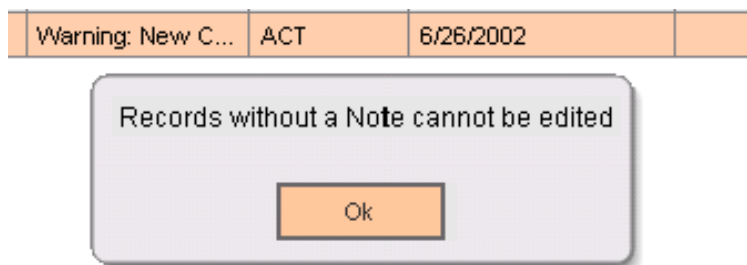 Warning: New C... ACT 6/26/2002
Records without a Note cannot be edited
Ok